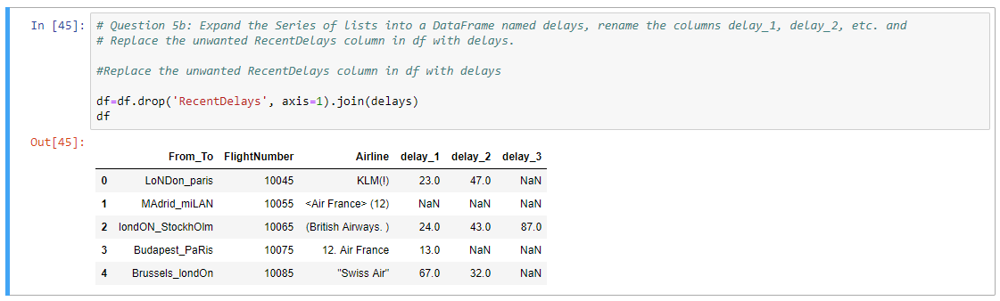 In [45]: # Question 5b: Expand the Series of lists into a DataFrame named delays, rename the columns delay_1, delay_2, etc. and
# Replace the unwanted RecentDelays column in df with delays.
#Replace the unwanted RecentDelays column in df with delays
df=df.drop('RecentDelays', axis=1).join(delays)
df
Out[45]:
From_To FlightNumber Airline delay_1 delay_2 delay_3
0 LoNDon_paris 10045 KLM(!) 23.0 47.0 NaN
1 MAdrid_miLAN 10055 <Air France> (12) NaN NaN NaN
2 londON_StockhOlm 10065 (British Airways. ) 24.0 43.0 87.0
3 Budapest_PaRis 10075 12. Air France 13.0 NaN NaN
4 Brussels_londOn 10085 "Swiss Air" 67.0 32.0 NaN